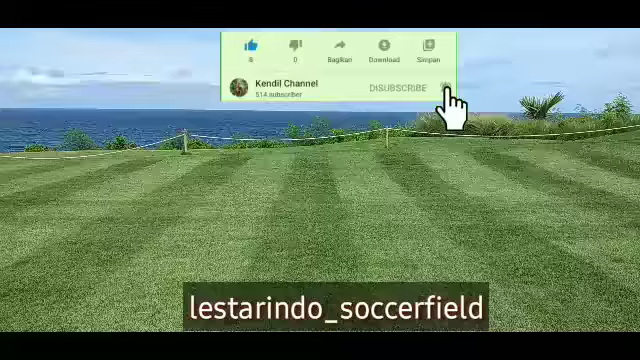 8 0 Bagikan Download Simpan
Kendil Channel DISUBSCRIBE
514 subscriber
lestarindo_soccerfield